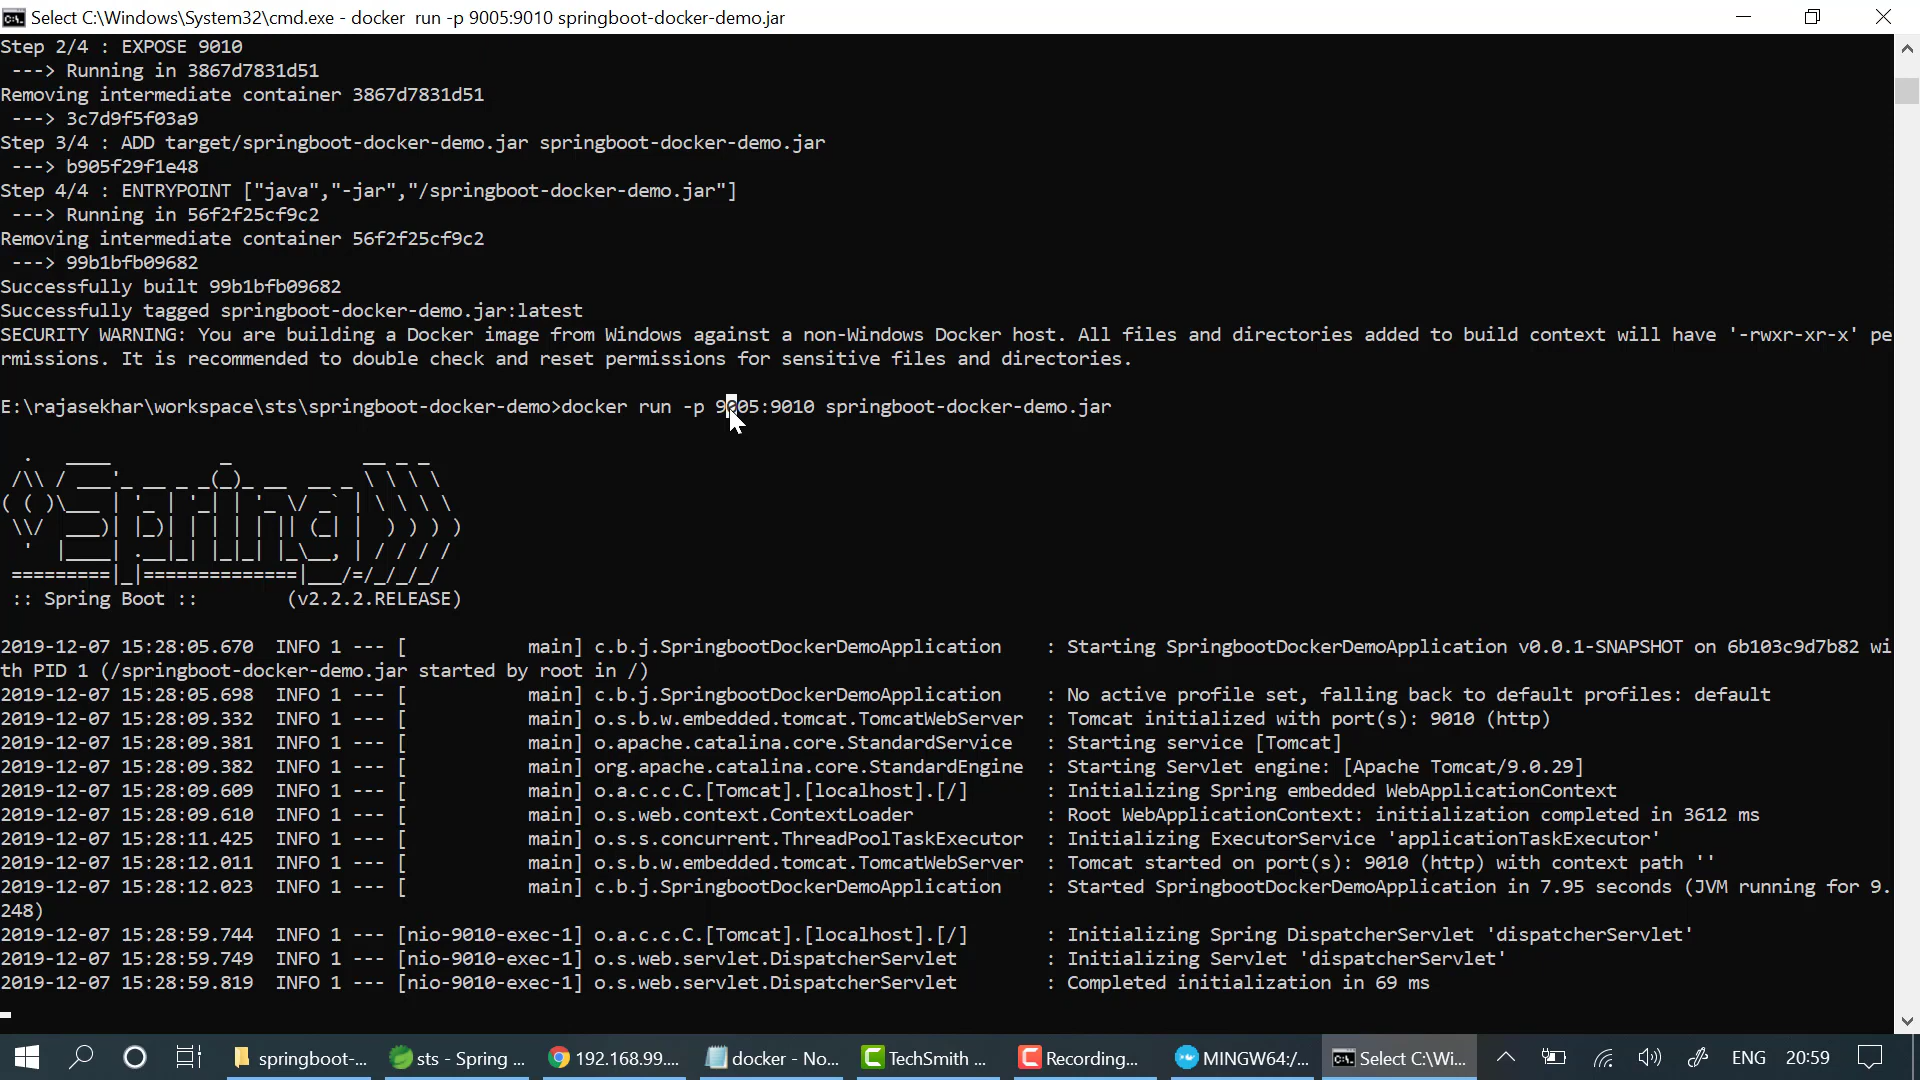 Select C:\Windows\System32\cmd.exe - docker  run -p 9005:9010 springboot-docker-demo.jar
Step 2/4 : EXPOSE 9010
 ---> Running in 3867d7831d51
Removing intermediate container 3867d7831d51
 ---> 3c7d9f5f03a9
Step 3/4 : ADD target/springboot-docker-demo.jar springboot-docker-demo.jar
 ---> b905f29f1e48
Step 4/4 : ENTRYPOINT ["java","-jar","/springboot-docker-demo.jar"]
 ---> Running in 56f2f25cf9c2
Removing intermediate container 56f2f25cf9c2
 ---> 99b1bfb09682
Successfully built 99b1bfb09682
Successfully tagged springboot-docker-demo.jar:latest
SECURITY WARNING: You are building a Docker image from Windows against a non-Windows Docker host. All files and directories added to build context will have '-rwxr-xr-x' pe
rmissions. It is recommended to double check and reset permissions for sensitive files and directories.
E:\rajasekhar\workspace\sts\springboot-docker-demo>docker run -p 9005:9010 springboot-docker-demo.jar
Spring
:: Spring Boot ::        (v2.2.2.RELEASE)
2019-12-07 15:28:05.670  INFO 1 --- [           main] c.b.j.SpringbootDockerDemoApplication    : Starting SpringbootDockerDemoApplication v0.0.1-SNAPSHOT on 6b103c9d7b82 wi
th PID 1 (/springboot-docker-demo.jar started by root in /)
2019-12-07 15:28:05.698  INFO 1 --- [           main] c.b.j.SpringbootDockerDemoApplication    : No active profile set, falling back to default profiles: default
2019-12-07 15:28:09.332  INFO 1 --- [           main] o.s.b.w.embedded.tomcat.TomcatWebServer  : Tomcat initialized with port(s): 9010 (http)
2019-12-07 15:28:09.381  INFO 1 --- [           main] o.apache.catalina.core.StandardService   : Starting service [Tomcat]
2019-12-07 15:28:09.382  INFO 1 --- [           main] org.apache.catalina.core.StandardEngine  : Starting Servlet engine: [Apache Tomcat/9.0.29]
2019-12-07 15:28:09.609  INFO 1 --- [           main] o.a.c.c.C.[Tomcat].[localhost].[/]       : Initializing Spring embedded WebApplicationContext
2019-12-07 15:28:09.610  INFO 1 --- [           main] o.s.web.context.ContextLoader            : Root WebApplicationContext: initialization completed in 3612 ms
2019-12-07 15:28:11.425  INFO 1 --- [           main] o.s.s.concurrent.ThreadPoolTaskExecutor  : Initializing ExecutorService 'applicationTaskExecutor'
2019-12-07 15:28:12.011  INFO 1 --- [           main] o.s.b.w.embedded.tomcat.TomcatWebServer  : Tomcat started on port(s): 9010 (http) with context path ''
2019-12-07 15:28:12.023  INFO 1 --- [           main] c.b.j.SpringbootDockerDemoApplication    : Started SpringbootDockerDemoApplication in 7.95 seconds (JVM running for 9.
248)
2019-12-07 15:28:59.744  INFO 1 --- [nio-9010-exec-1] o.a.c.c.C.[Tomcat].[localhost].[/]       : Initializing Spring DispatcherServlet 'dispatcherServlet'
2019-12-07 15:28:59.749  INFO 1 --- [nio-9010-exec-1] o.s.web.servlet.DispatcherServlet        : Initializing Servlet 'dispatcherServlet'
2019-12-07 15:28:59.819  INFO 1 --- [nio-9010-exec-1] o.s.web.servlet.DispatcherServlet        : Completed initialization in 69 ms
springboot-... sts - Spring ... 192.168.99.... docker - No... TechSmith ... Recording... MINGW64:/... Select C:\Wi... ENG 20:59